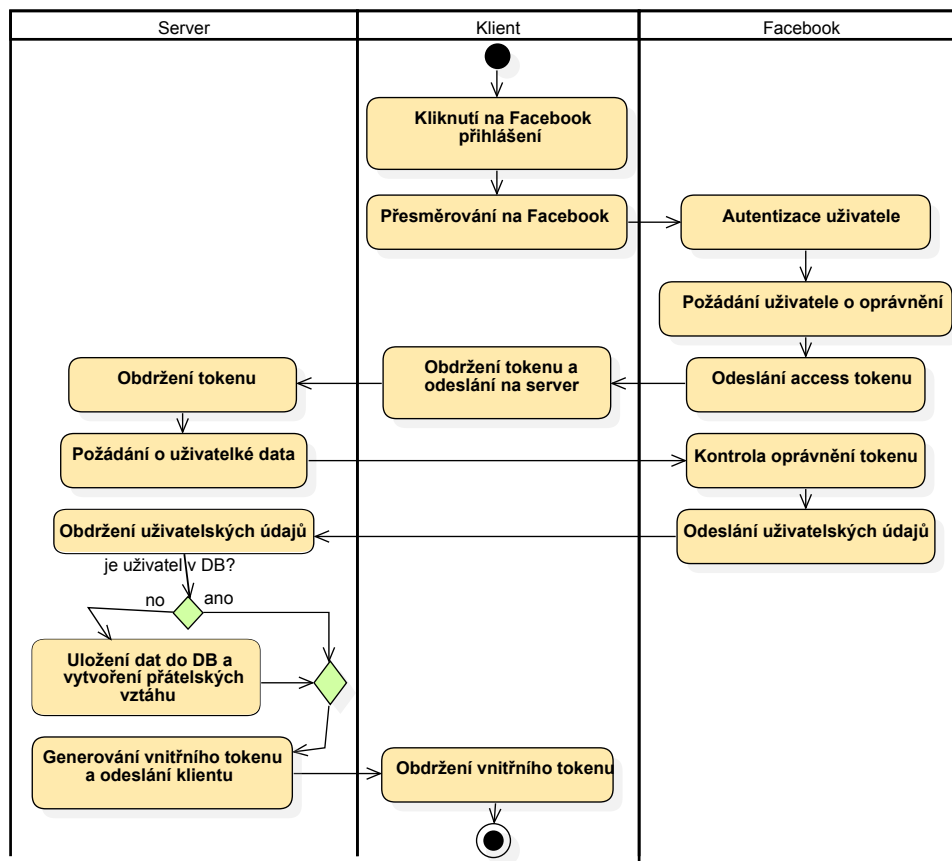 Server
Klient
Facebook
Kliknutí na Facebook
přihlášení
Přesměrování na Facebook
Autentizace uživatele
Požádání uživatele o oprávnění
Odeslání access tokenu
Obdržení tokenu a
odeslání na server
Obdržení tokenu
Požádání o uživatelké data
Kontrola oprávnění tokenu
Odeslání uživatelských údajů
Obdržení uživatelských údajů
je uživatel v DB?
no
ano
Uložení dat do DB a
vytvoření přátelských
vztáhu
Generování vnitřního tokenu
a odeslání klientu
Obdržení vnitřního tokenu